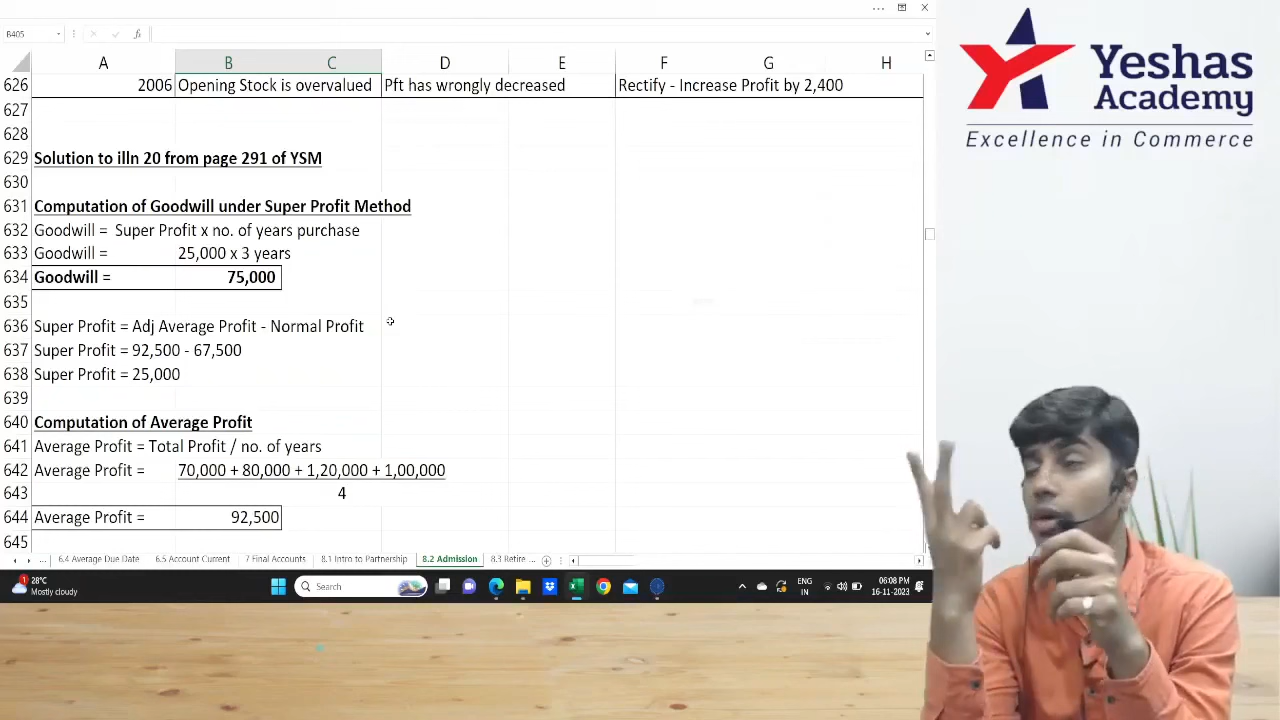 Yeshas
Academy
Excellence in Commerce
B405
fx
A B C D E F G H
626 2006 Opening Stock is overvalued Pft has wrongly decreased Rectify - Increase Profit by 2,400
627
628
629 Solution to illn 20 from page 291 of YSM
630
631 Computation of Goodwill under Super Profit Method
632 Goodwill = Super Profit x no. of years purchase
633 Goodwill = 25,000 x 3 years
634 Goodwill = 75,000
635
636 Super Profit = Adj Average Profit - Normal Profit
637 Super Profit = 92,500 - 67,500
638 Super Profit = 25,000
639
640 Computation of Average Profit
641 Average Profit = Total Profit / no. of years
642 Average Profit = 70,000 + 80,000 + 1,20,000 + 1,00,000
643 4
644 Average Profit = 92,500
645
... 6.4 Average Due Date 6.5 Account Current 7 Final Accounts 8.1 Intro to Partnership 8.2 Admission 8.3 Retire ...
1
28°C
Mostly cloudy
Search
ENG
IN
06:08 PM
16-11-2023